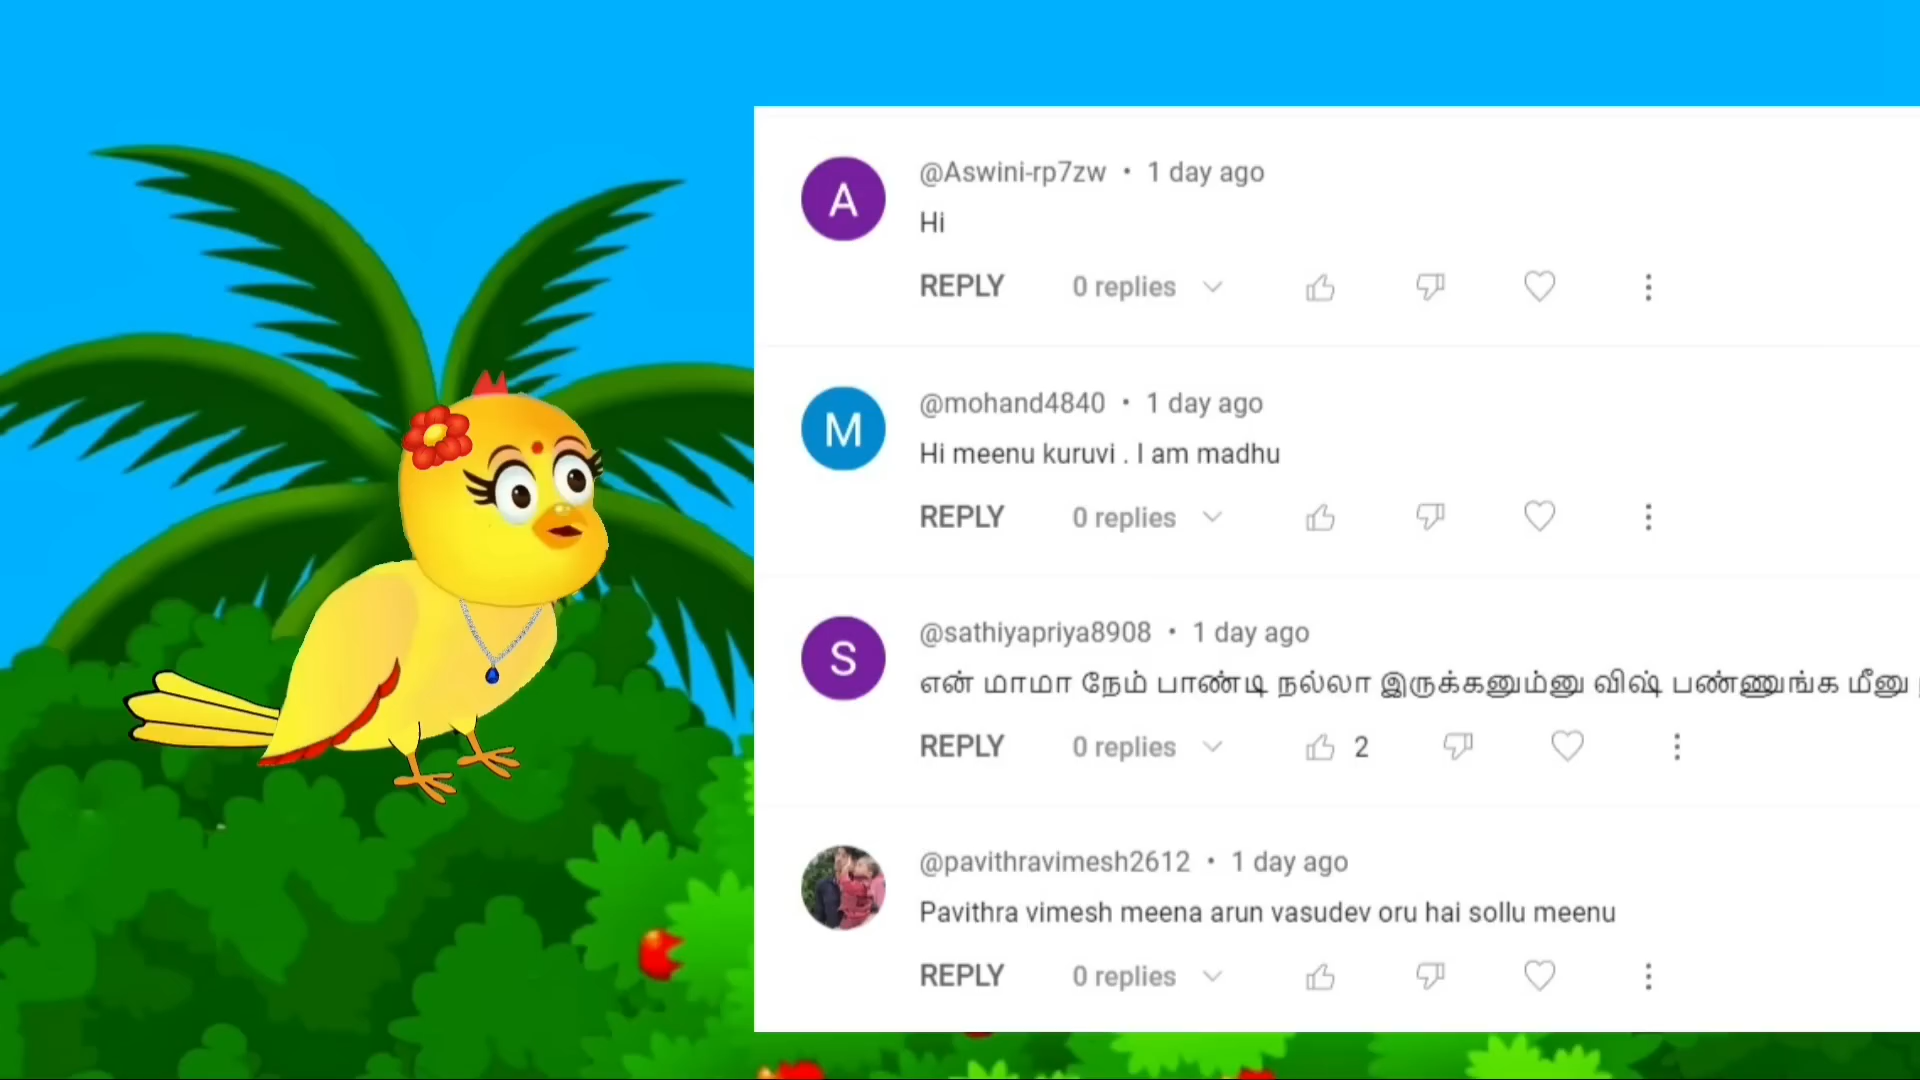 A
@Aswini-rp7zw • 1 day ago
Hi
REPLY 0 replies
M
@mohand4840 • 1 day ago
Hi meenu kuruvi . I am madhu
REPLY 0 replies
S
@sathiyapriya8908 • 1 day ago
என் மாமா நேம் பாண்டி நல்லா இருக்கனும்னு விஷ் பண்ணுங்க மீனு
REPLY 0 replies 2
@pavithravimesh2612 • 1 day ago
Pavithra vimesh meena arun vasudev oru hai sollu meenu
REPLY 0 replies